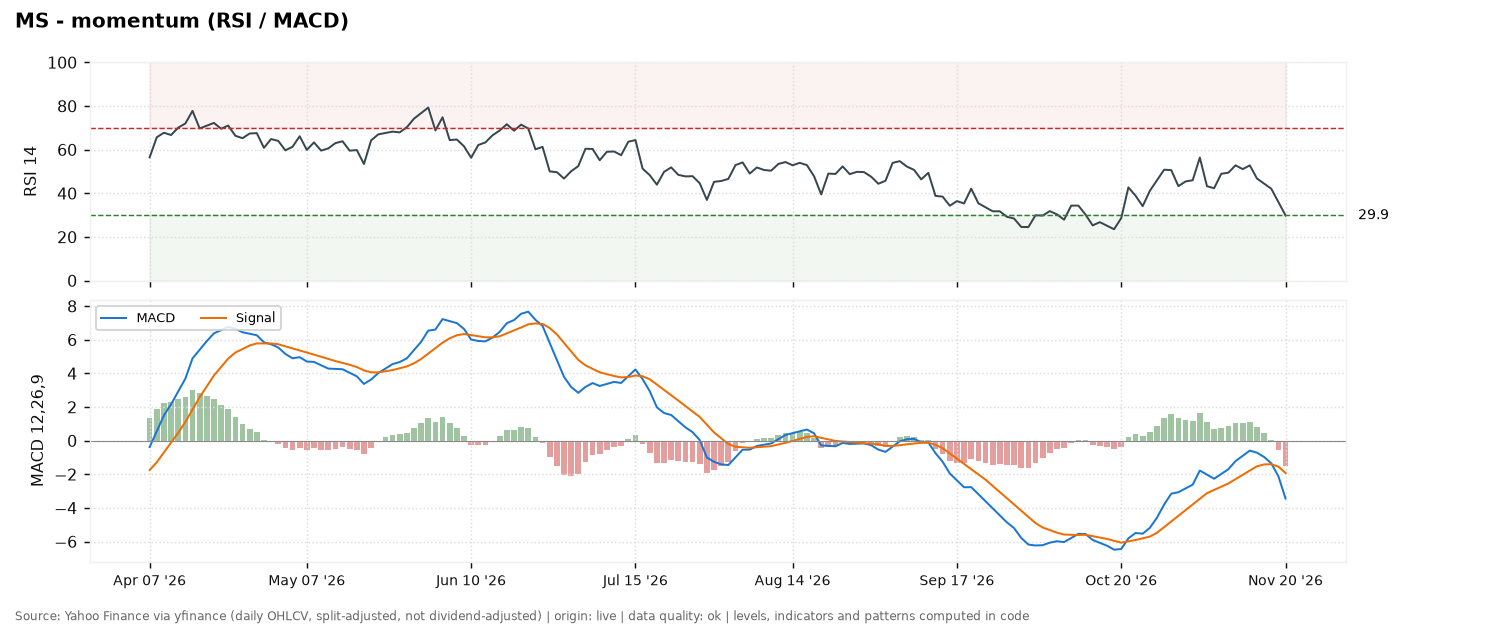 MS - momentum (RSI / MACD)
100
80
60
40
20
0
RSI 14
29.9
8
6
4
2
0
−2
−4
−6
MACD 12,26,9
MACD
Signal
Apr 07 '26
May 07 '26
Jun 10 '26
Jul 15 '26
Aug 14 '26
Sep 17 '26
Oct 20 '26
Nov 20 '26
Source: Yahoo Finance via yfinance (daily OHLCV, split-adjusted, not dividend-adjusted) | origin: live | data quality: ok | levels, indicators and patterns computed in code